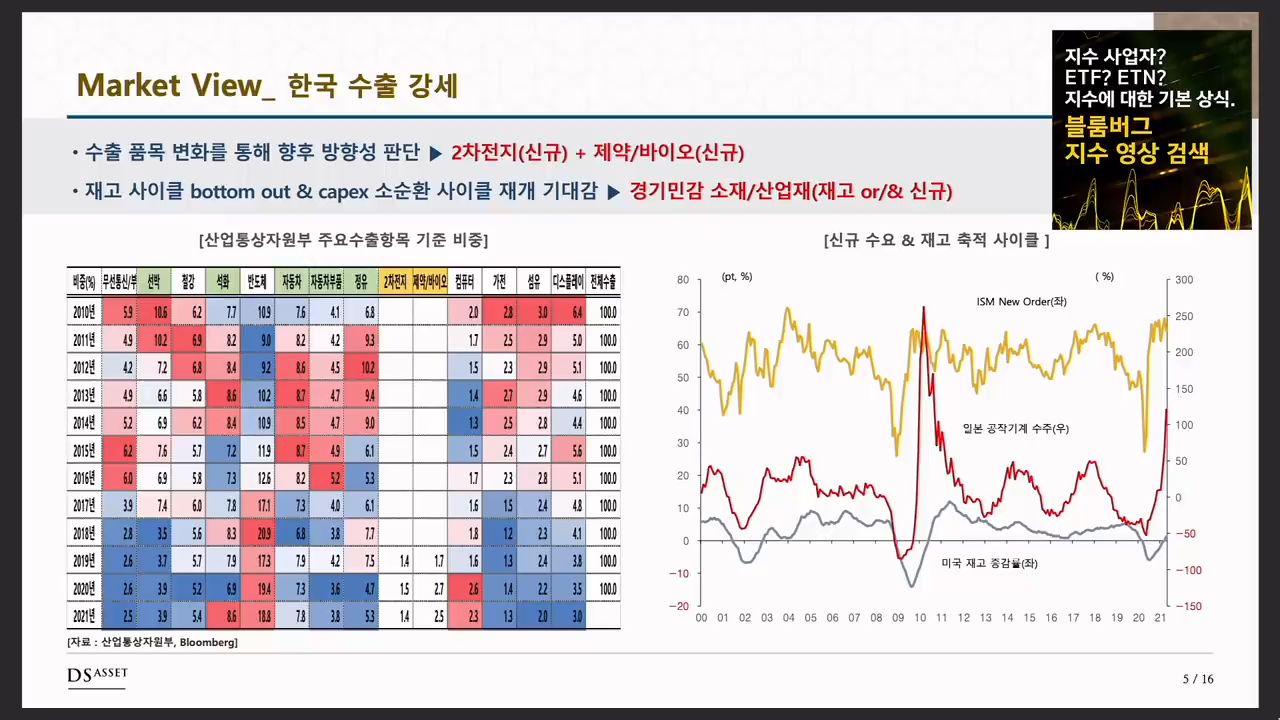 지수 사업자?
ETF? ETN?
지수에 대한 기본 상식.
블룸버그
지수 영상 검색
Market View_ 한국 수출 강세
• 수출 품목 변화를 통해 향후 방향성 판단 ▶ 2차전지(신규) + 제약/바이오(신규)
• 재고 사이클 bottom out & capex 소순환 사이클 재개 기대감 ▶ 경기민감 소재/산업재(재고 or/& 신규)
[산업통상자원부 주요수출항목 기준 비중]
비중(%) 무선통신/부 선박 철강 석화 반도체 자동차 자동차부품 정유 2차전지 제약/바이오 컴퓨터 가전 섬유 디스플레이 전체수출
2010년 5.9 10.6 6.2 7.7 10.9 7.6 4.1 6.8 2.0 2.8 3.0 6.4 100.0
2011년 4.9 10.2 6.9 8.2 9.0 8.2 4.2 9.3 1.7 2.5 2.9 5.0 100.0
2012년 4.2 7.2 6.8 8.4 9.2 8.6 4.5 10.2 1.5 2.3 2.9 5.1 100.0
2013년 4.9 6.6 5.8 8.6 10.2 8.7 4.7 9.4 1.4 2.7 2.9 4.6 100.0
2014년 5.2 6.9 6.2 8.4 10.9 8.5 4.7 9.0 1.3 2.5 2.8 4.4 100.0
2015년 6.2 7.6 5.7 7.2 11.9 8.7 4.9 6.1 1.5 2.4 2.7 5.6 100.0
2016년 6.0 6.9 5.8 7.3 12.6 8.2 5.2 5.3 1.7 2.3 2.8 5.1 100.0
2017년 3.9 7.4 6.0 7.8 17.1 7.3 4.0 6.1 1.6 1.5 2.4 4.8 100.0
2018년 2.8 3.5 5.6 8.3 20.9 6.8 3.8 7.7 1.8 1.2 2.3 4.1 100.0
2019년 2.6 3.7 5.7 7.9 17.3 7.9 4.2 7.5 1.4 1.7 1.6 1.3 2.4 3.8 100.0
2020년 2.6 3.9 5.2 6.9 19.4 7.3 3.6 4.7 1.5 2.7 2.6 1.4 2.2 3.5 100.0
2021년 2.5 3.9 5.4 8.6 18.8 7.8 3.8 5.3 1.4 2.5 2.3 1.3 2.0 3.0
[자료 : 산업통상자원부, Bloomberg]
[신규 수요 & 재고 축적 사이클 ]
(pt, %) ( %)
80 300
70 250
60 200
50 150
40 100
30 50
20 0
10 −50
0 −100
−10 −150
−20
ISM New Order(좌)
일본 공작기계 수주(우)
미국 재고 증감률(좌)
00 01 02 03 04 05 06 07 08 09 10 11 12 13 14 15 16 17 18 19 20 21
DS ASSET
5 / 16